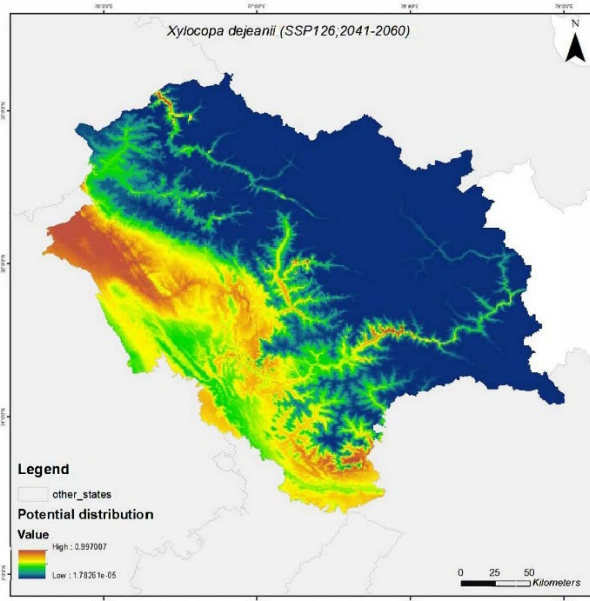 Xylocopa dejeanii (SSP126;2041-2060)
N
Legend
other_states
Potential distribution
Value
High : 0.997007
Low : 1.78261e-05
0 25 50
Kilometers